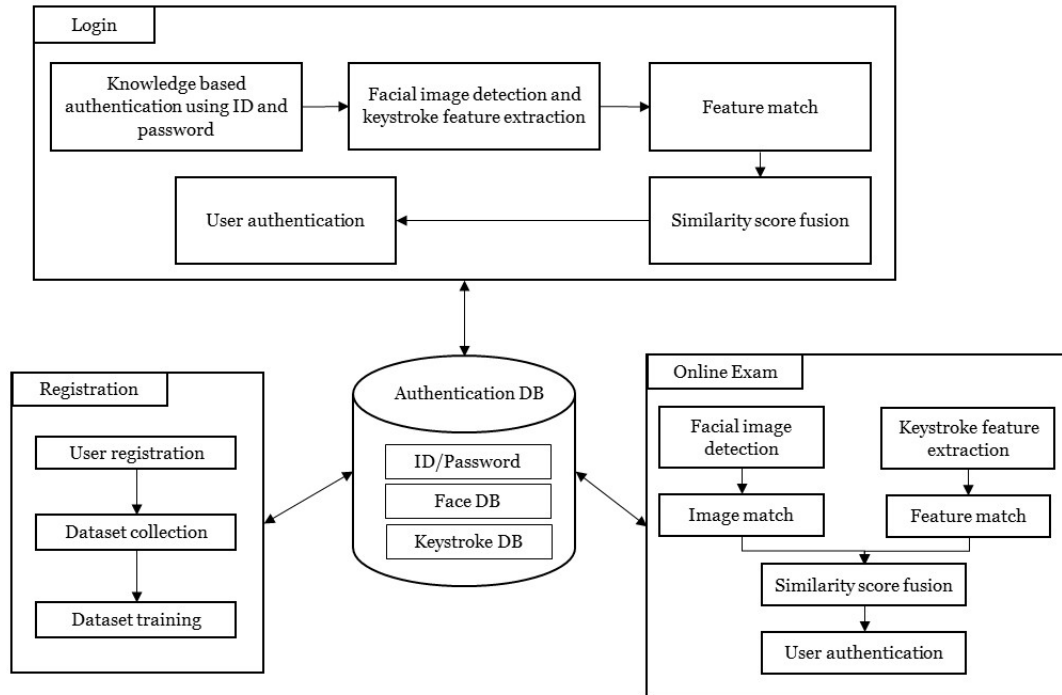 Login
Knowledge based
authentication using ID and
password
Facial image detection and
keystroke feature extraction
Feature match
User authentication
Similarity score fusion
Registration
User registration
Dataset collection
Dataset training
Authentication DB
ID/Password
Face DB
Keystroke DB
Online Exam
Facial image
detection
Keystroke feature
extraction
Image match
Feature match
Similarity score fusion
User authentication